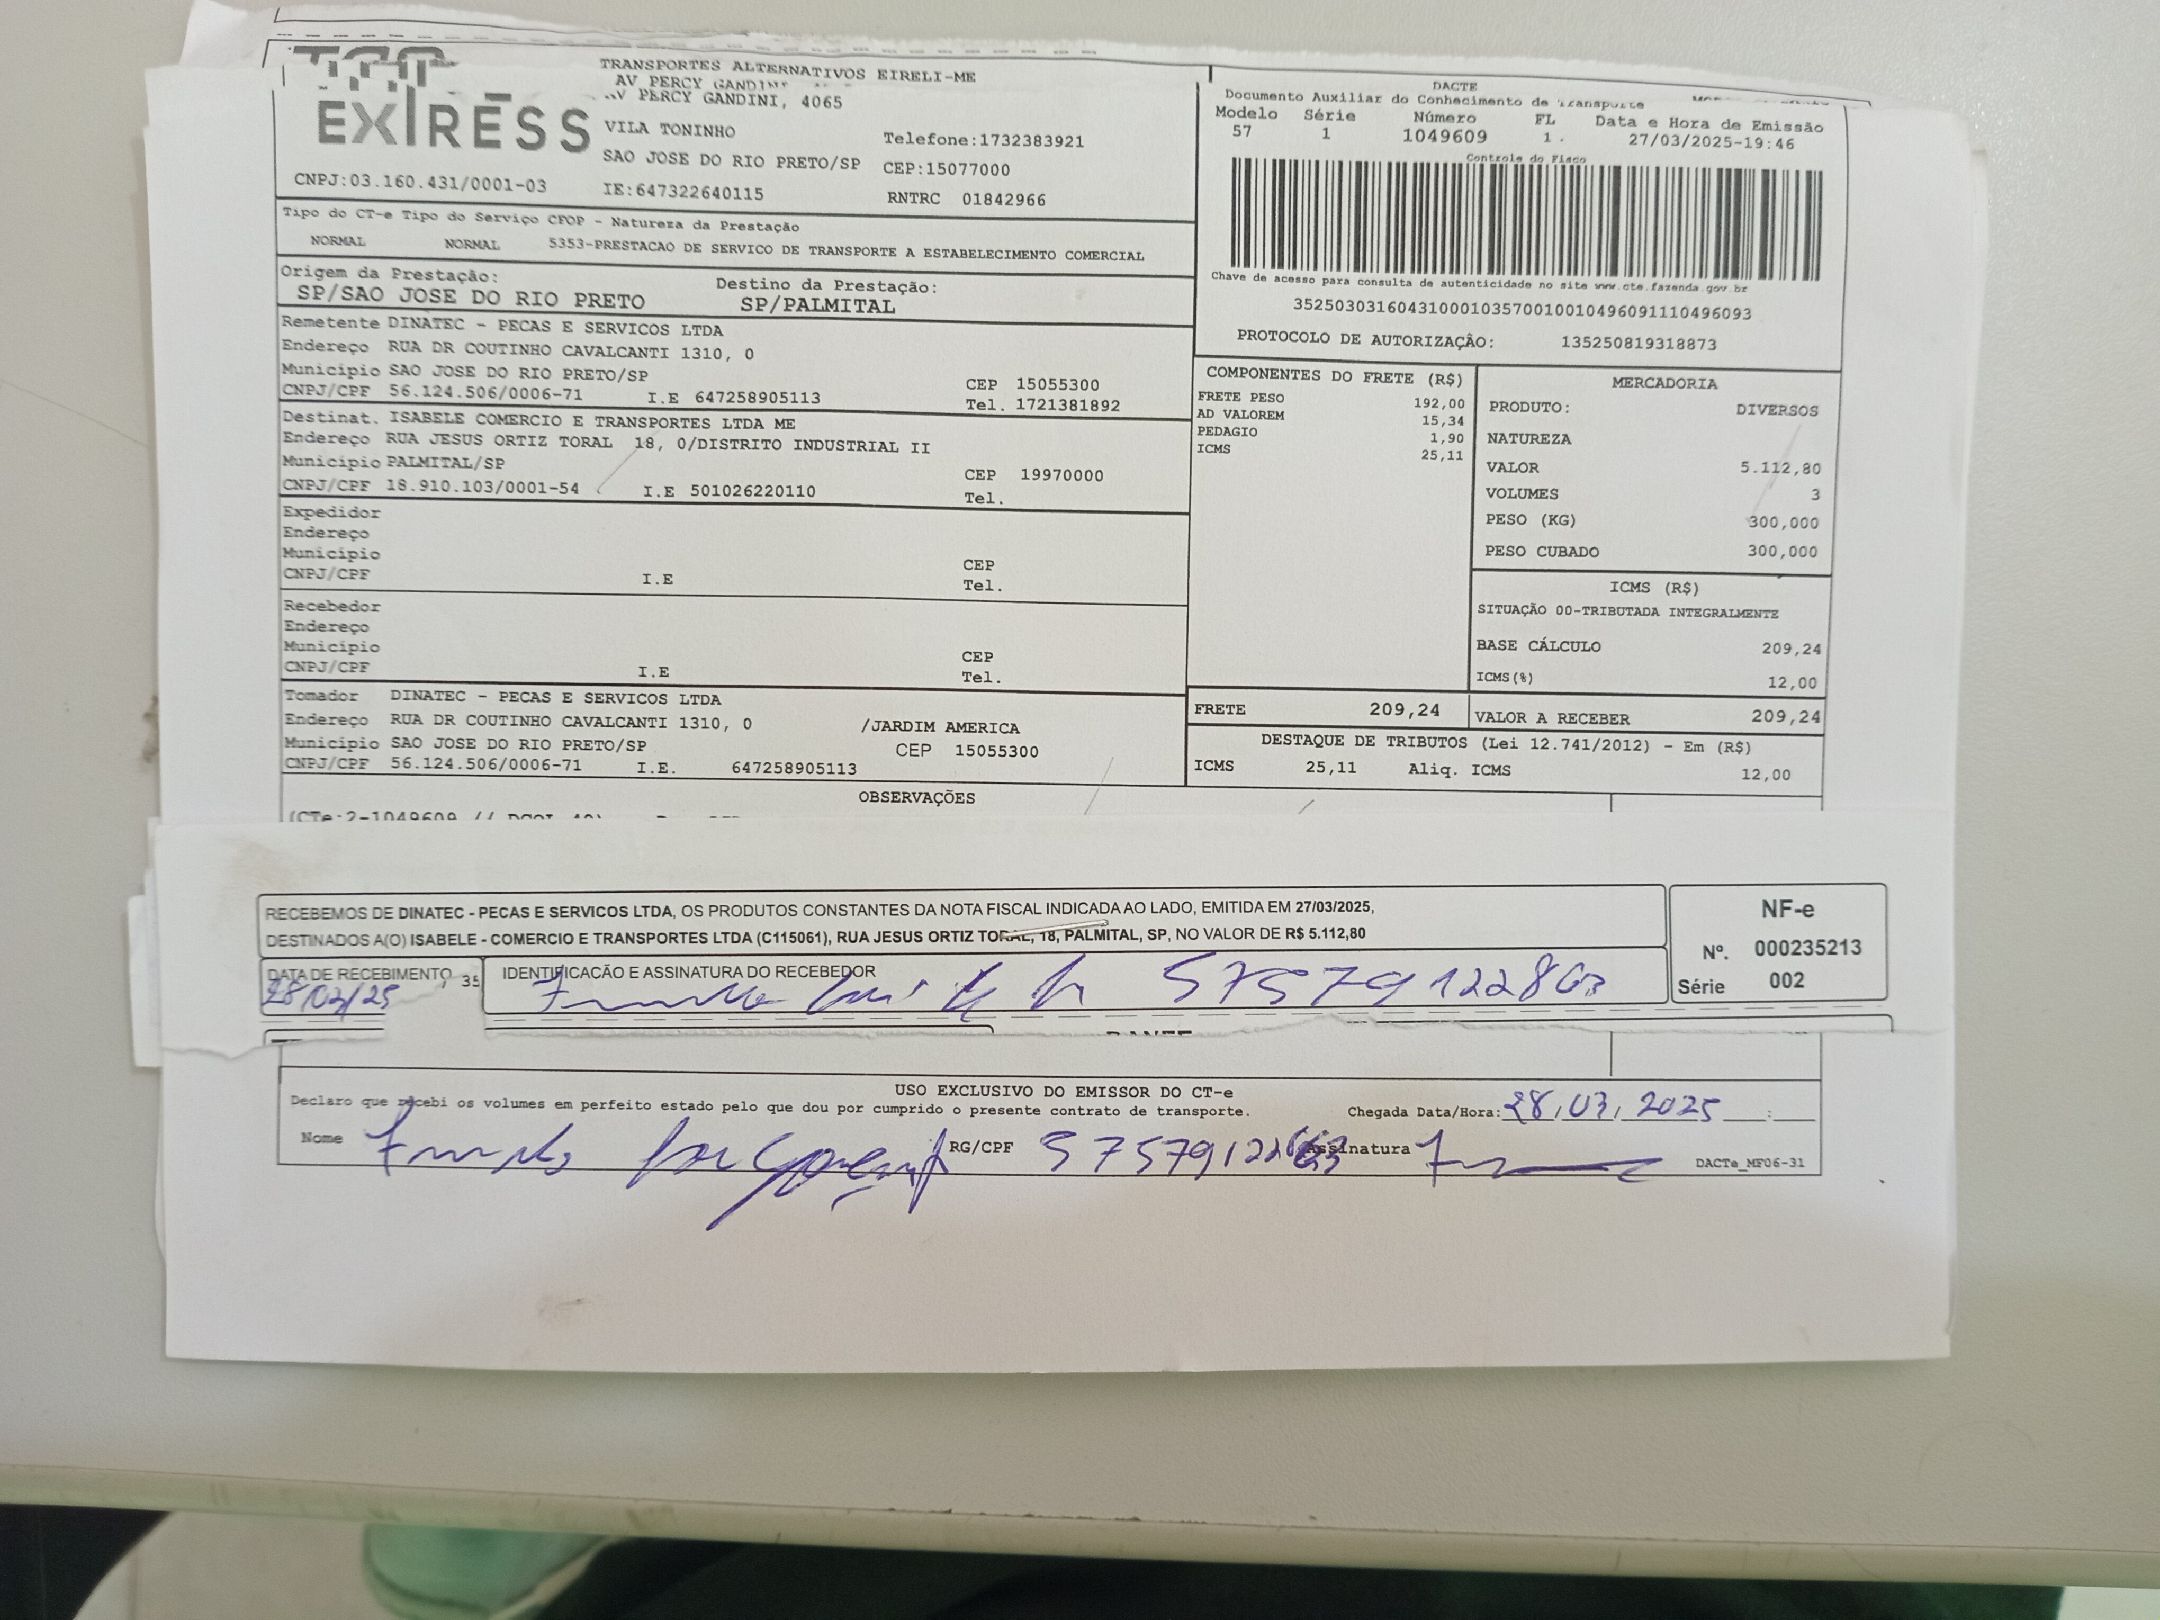 EXPRESS
TRANSPORTES ALTERNATIVOS EIRELI-ME
AV PERCY GANDINI
AV PERCY GANDINI, 4065
VILA TONINHO
Telefone:1732383921
SAO JOSE DO RIO PRETO/SP CEP:15077000
CNPJ:03.160.431/0001-03 IE:647322640115 RNTRC 01842966
DACTE
Documento Auxiliar do Conhecimento de Transporte
Modelo Série Número FL Data e Hora de Emissão
57 1 1049609 1. 27/03/2025-19:46
Controle do Fisco
Chave de acesso para consulta de autenticidade no site www.cte.fazenda.gov.br
35250303160431000103570010010496091110496093
PROTOCOLO DE AUTORIZAÇÂO: 135250819318873
Tipo do CT-e Tipo do Serviço CFOP - Natureza da Prestação
NORMAL NORMAL 5353-PRESTACAO DE SERVICO DE TRANSPORTE A ESTABELECIMENTO COMERCIAL
Origem da Prestação: Destino da Prestação:
SP/SAO JOSE DO RIO PRETO SP/PALMITAL
Remetente DINATEC - PECAS E SERVICOS LTDA
Endereço RUA DR COUTINHO CAVALCANTI 1310, 0
Município SAO JOSE DO RIO PRETO/SP CEP 15055300
CNPJ/CPF 56.124.506/0006-71 I.E 647258905113 Tel. 1721381892
Destinat. ISABELE COMERCIO E TRANSPORTES LTDA ME
Endereço RUA JESUS ORTIZ TORAL 18, 0/DISTRITO INDUSTRIAL II
Município PALMITAL/SP CEP 19970000
CNPJ/CPF 18.910.103/0001-54 I.E 501026220110 Tel.
Expedidor
Endereço
Município CEP
CNPJ/CPF I.E Tel.
Recebedor
Endereço
Município CEP
CNPJ/CPF I.E Tel.
Tomador DINATEC - PECAS E SERVICOS LTDA
Endereço RUA DR COUTINHO CAVALCANTI 1310, 0 /JARDIM AMERICA
Município SAO JOSE DO RIO PRETO/SP CEP 15055300
CNPJ/CPF 56.124.506/0006-71 I.E. 647258905113
COMPONENTES DO FRETE (R$)
FRETE PESO 192,00
AD VALOREM 15,34
PEDAGIO 1,90
ICMS 25,11
MERCADORIA
PRODUTO: DIVERSOS
NATUREZA
VALOR 5.112,80
VOLUMES 3
PESO (KG) 300,000
PESO CUBADO 300,000
ICMS (R$)
SITUAÇÃO 00-TRIBUTADA INTEGRALMENTE
BASE CÁLCULO 209,24
ICMS(%) 12,00
FRETE 209,24 VALOR A RECEBER 209,24
DESTAQUE DE TRIBUTOS (Lei 12.741/2012) - Em (R$)
ICMS 25,11 Aliq. ICMS 12,00
OBSERVAÇÕES
(CTe:2-1049609 //
RECEBEMOS DE DINATEC - PECAS E SERVICOS LTDA, OS PRODUTOS CONSTANTES DA NOTA FISCAL INDICADA AO LADO, EMITIDA EM 27/03/2025,
DESTINADOS A(O) ISABELE - COMERCIO E TRANSPORTES LTDA (C115061), RUA JESUS ORTIZ TORAL, 18, PALMITAL, SP, NO VALOR DE R$ 5.112,80
NF-e
Nº. 000235213
Série 002
DATA DE RECEBIMENTO 35 IDENTIFICAÇÃO E ASSINATURA DO RECEBEDOR
28/03/25 57579122863
USO EXCLUSIVO DO EMISSOR DO CT-e
Declaro que recebi os volumes em perfeito estado pelo que dou por cumprido o presente contrato de transporte. Chegada Data/Hora: 28/03/2025 __:__
Nome RG/CPF 57579122863 Assinatura
DACTe_MF06-31